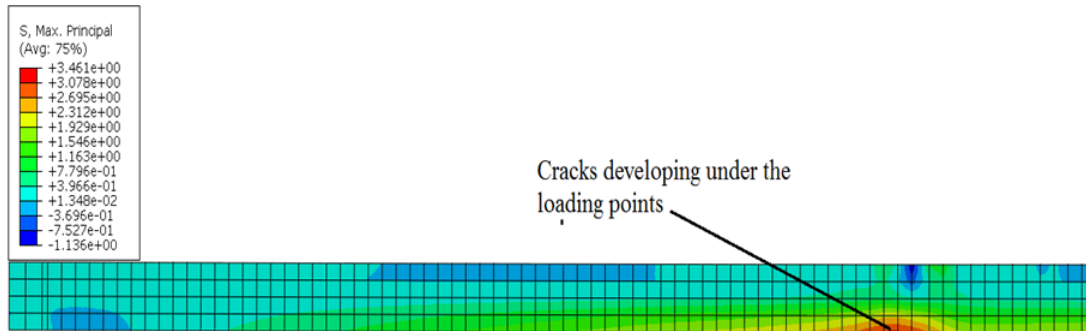 S, Max. Principal
(Avg: 75%)
+3.461e+00
+3.078e+00
+2.695e+00
+2.312e+00
+1.929e+00
+1.546e+00
+1.163e+00
+7.796e-01
+3.966e-01
+1.348e-02
-3.696e-01
-7.527e-01
-1.136e+00
Cracks developing under the
loading points